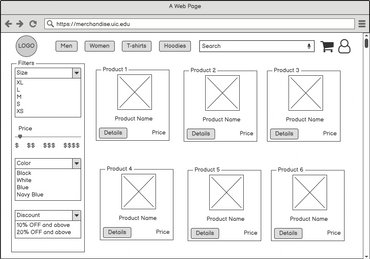 A Web Page
https://merchandise.uic.edu
LOGO
Men
Women
T-shirts
Hoodies
Search
Filters
Size
XL
L
M
S
XS
Price
$ $$ $$$ $$$$
Color
Black
White
Blue
Navy Blue
Discount
10% OFF and above
20% OFF and above
Product 1
Product Name
Details
Price
Product 2
Product Name
Details
Price
Product 3
Product Name
Details
Price
Product 4
Product Name
Details
Price
Product 5
Product Name
Details
Price
Product 6
Product Name
Details
Price